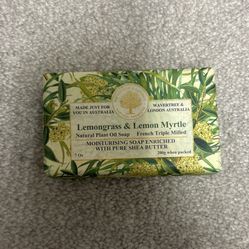 MADE JUST FOR
YOU IN AUSTRALIA
WAVERTREE &
LONDON AUSTRALIA
Lemongrass & Lemon Myrtle
Natural Plant Oil Soap French Triple Milled
MOISTURISING SOAP ENRICHED
WITH PURE SHEA BUTTER
7 Oz
200g when packed